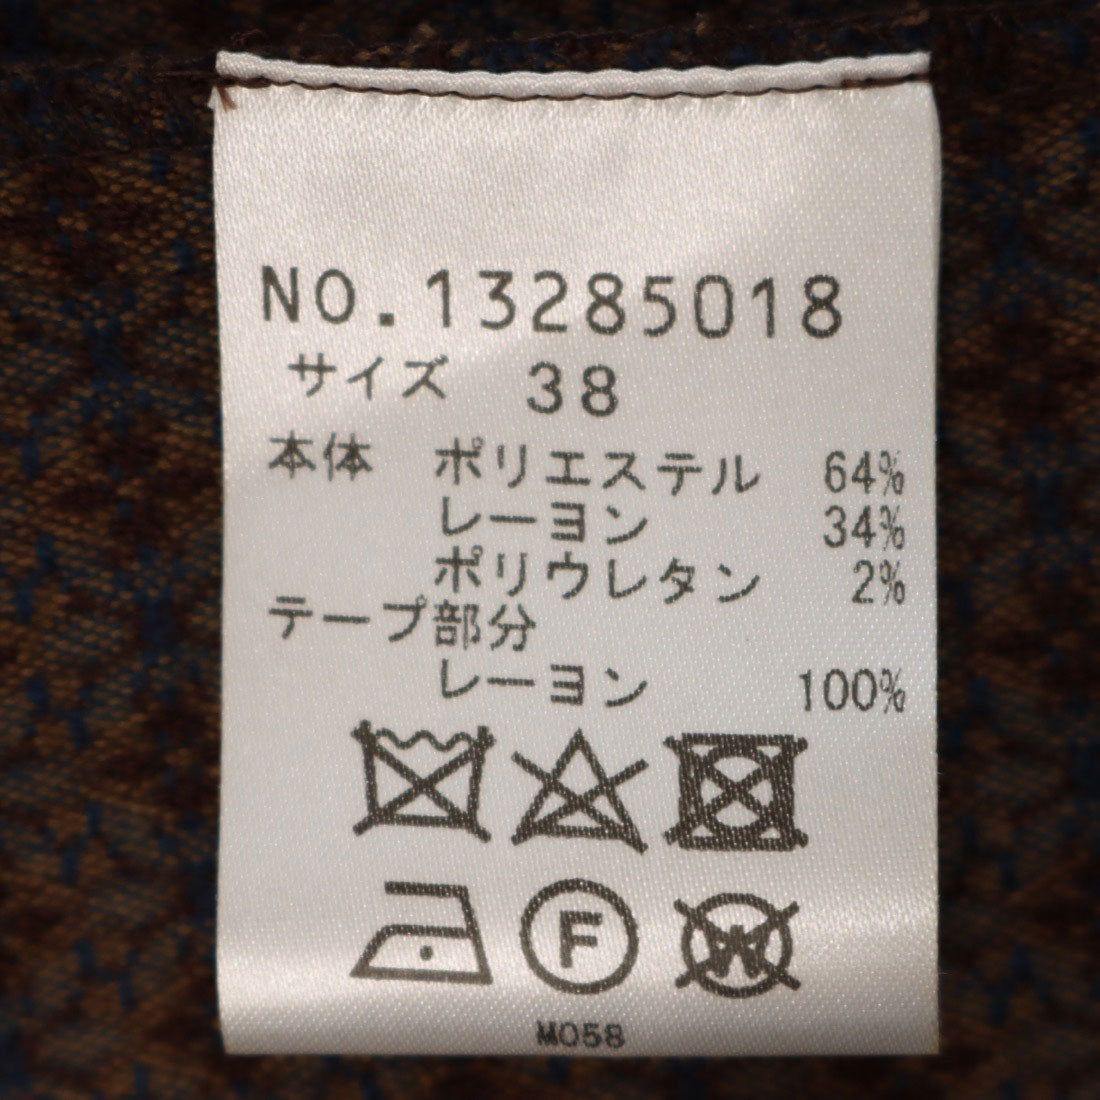 NO.13285018
サイズ 38
本体 ポリエステル 64%
レーヨン 34%
ポリウレタン 2%
テープ部分
レーヨン 100%
F
W
M058